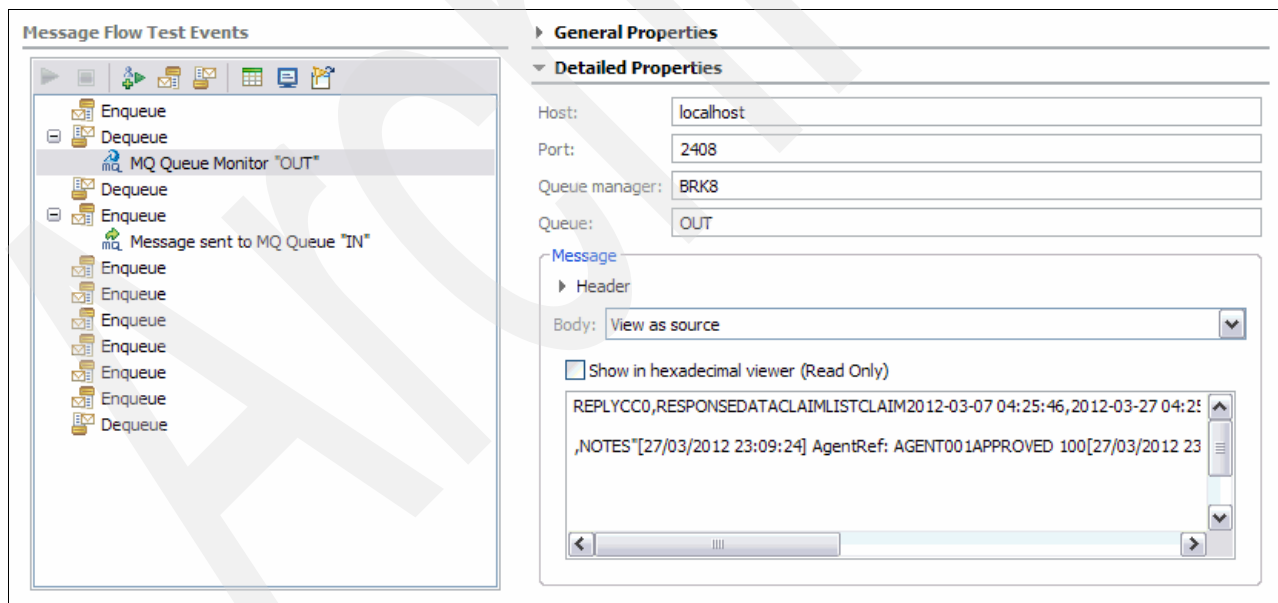 Message Flow Test Events
Enqueue
Dequeue
MQ Queue Monitor "OUT"
Dequeue
Enqueue
Message sent to MQ Queue "IN"
Enqueue
Enqueue
Enqueue
Enqueue
Enqueue
Enqueue
Dequeue
General Properties
Detailed Properties
Host: localhost
Port: 2408
Queue manager: BRK8
Queue: OUT
Message
Header
Body: View as source
Show in hexadecimal viewer (Read Only)
REPLYCC0,RESPONSEDATACLAIMLISTCLAIM2012-03-07 04:25:46,2012-03-27 04:25
,NOTES"[27/03/2012 23:09:24] AgentRef: AGENT001APPROVED 100[27/03/2012 23